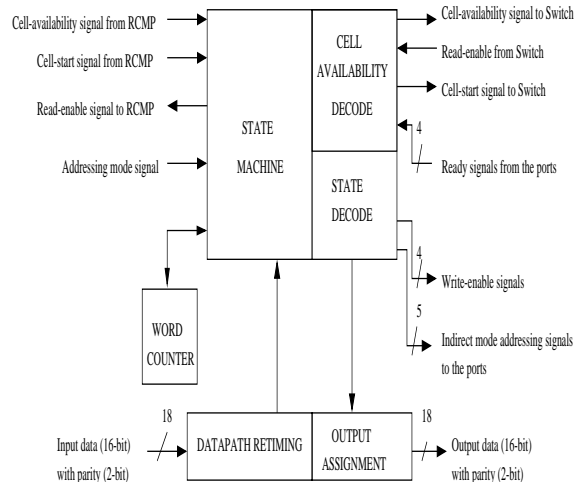 Cell-availability signal from RCMP
Cell-start signal from RCMP
Read-enable signal to RCMP
Addressing mode signal
STATE
MACHINE
CELL
AVAILABILITY
DECODE
STATE
DECODE
Cell-availability signal to Switch
Read-enable from Switch
Cell-start signal to Switch
4
Ready signals from the ports
4
Write-enable signals
5
Indirect mode addressing signals
to the ports
WORD
COUNTER
18
Input data (16-bit)
with parity (2-bit)
DATAPATH RETIMING
OUTPUT
ASSIGNMENT
18
Output data (16-bit)
with parity (2-bit)